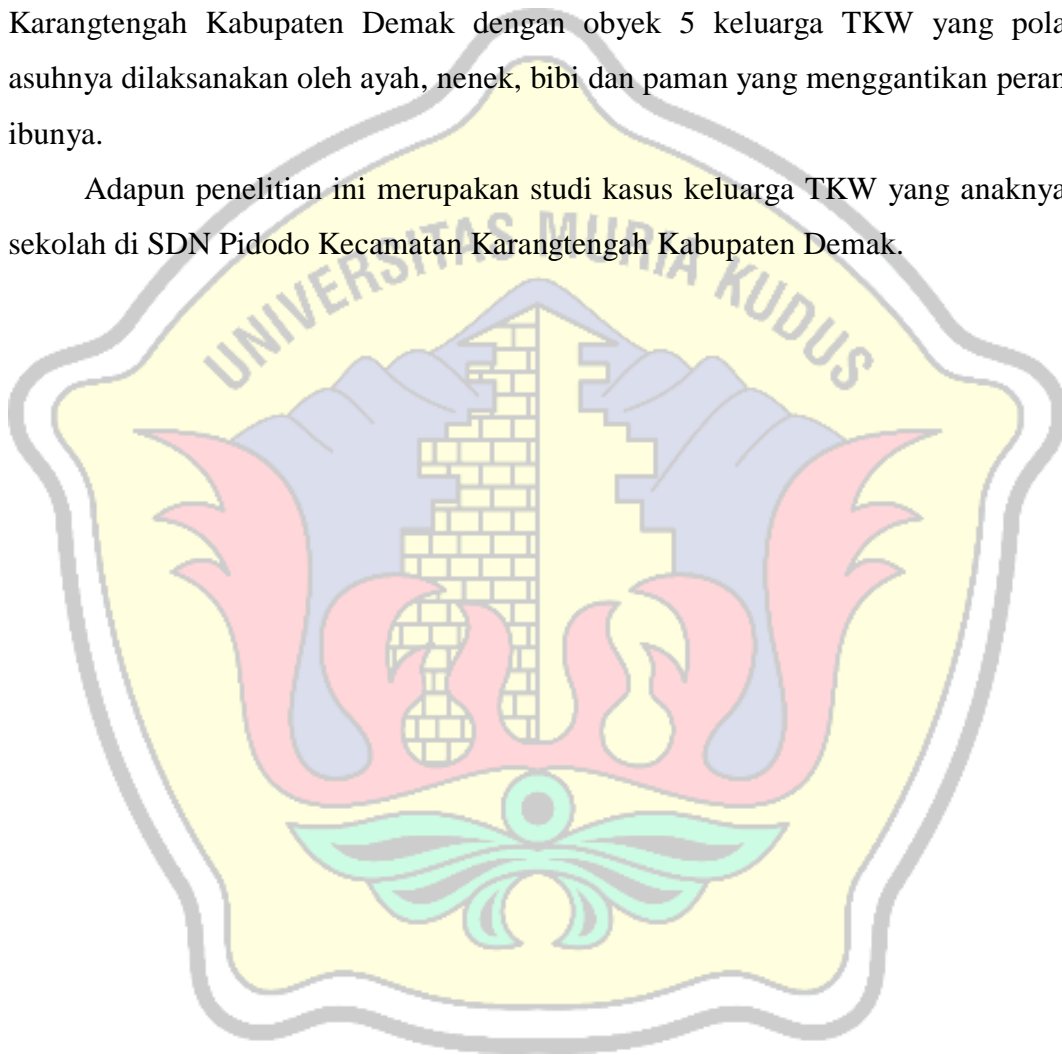 Karangtengah Kabupaten Demak dengan obyek 5 keluarga TKW yang pola
asuhnya dilaksanakan oleh ayah, nenek, bibi dan paman yang menggantikan peran
ibunya.
Adapun penelitian ini merupakan studi kasus keluarga TKW yang anaknya
sekolah di SDN Pidodo Kecamatan Karangtengah Kabupaten Demak.
UNIVERSITAS MURIA KUDUS